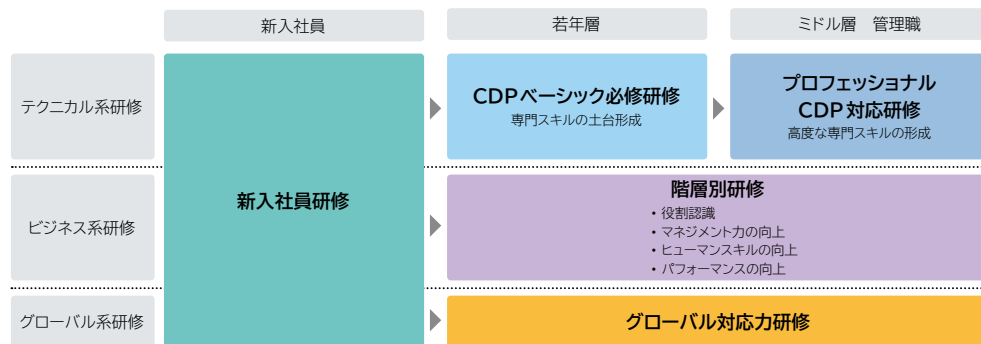 新入社員
若年層
ミドル層　管理職
テクニカル系研修
CDPベーシック必修研修
専門スキルの土台形成
プロフェッショナル
CDP対応研修
高度な専門スキルの形成
新入社員研修
ビジネス系研修
階層別研修
・役割認識
・マネジメント力の向上
・ヒューマンスキルの向上
・パフォーマンスの向上
グローバル系研修
グローバル対応力研修